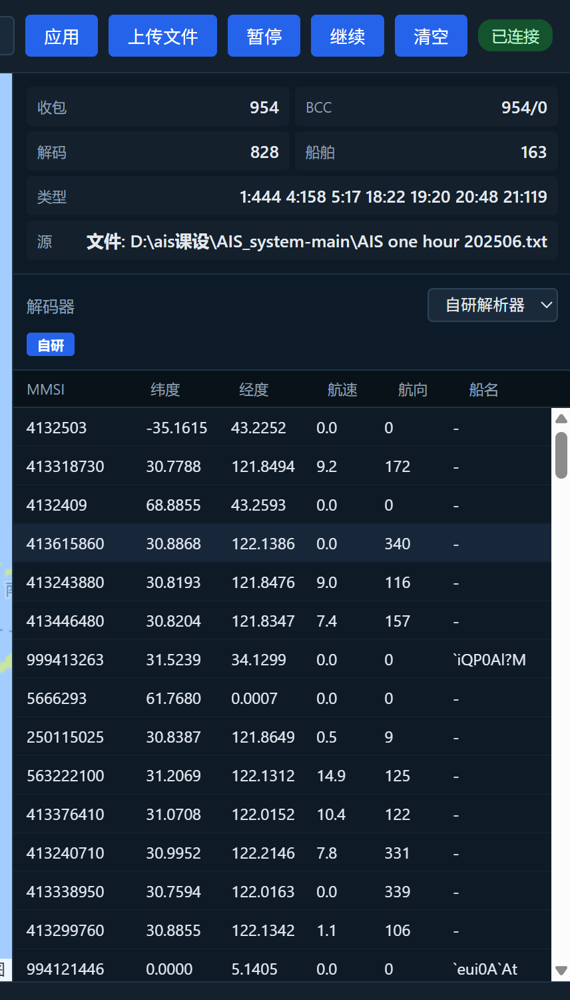 应用 上传文件 暂停 继续 清空 已连接
收包 954 BCC 954/0
解码 828 船舶 163
类型 1:444 4:158 5:17 18:22 19:20 20:48 21:119
源 文件: D:\ais课设\AIS_system-main\AIS one hour 202506.txt
解码器 自研解析器
自研
MMSI 纬度 经度 航速 航向 船名
4132503 -35.1615 43.2252 0.0 0 -
413318730 30.7788 121.8494 9.2 172 -
4132409 68.8855 43.2593 0.0 0 -
413615860 30.8868 122.1386 0.0 340 -
413243880 30.8193 121.8476 9.0 116 -
413446480 30.8204 121.8347 7.4 157 -
999413263 31.5239 34.1299 0.0 0 `iQP0Al?M
5666293 61.7680 0.0007 0.0 0 -
250115025 30.8387 121.8649 0.5 9 -
563222100 31.2069 122.1312 14.9 125 -
413376410 31.0708 122.0152 10.4 122 -
413240710 30.9952 122.2146 7.8 331 -
413338950 30.7594 122.0163 0.0 339 -
413299760 30.8855 122.1342 1.1 106 -
994121446 0.0000 5.1405 0.0 0 `eui0A`At